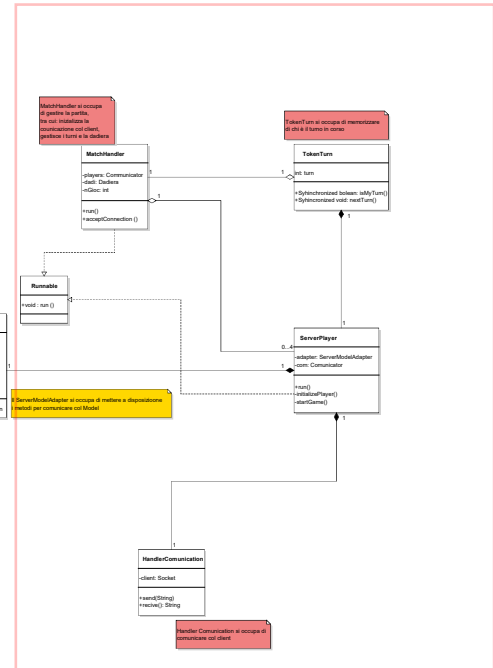 MatchHandler si occupa
di gestire la partita,
tra cui: inizializza la
counicazione col client,
gestisce i turni e la dadiera
TokenTurn si occupa di memorizzare
di chi è il turno in corso
MatchHandler
-players: Communicator
-dadi: Dadiera
-nGioc: int
+run()
+acceptConnection ()
1
1
1
TokenTurn
int: turn
+Syhinchronized bolean: isMyTurn()
+Syhincronized void: nextTurn()
1
Runnable
+void : run ()
1
0...4
1
1
ServerPlayer
-adapter: ServerModelAdapter
-com: Comunicator
+run()
-initializePlayer()
-startGame()
1
n
il ServerModelAdapter si occupa di mettere a disposizione
i metodi per comunicare col Model
1
HandlerComunication
-client: Socket
+send(String)
+recive(): String
Handler Comunication si occupa di
comunicare col client